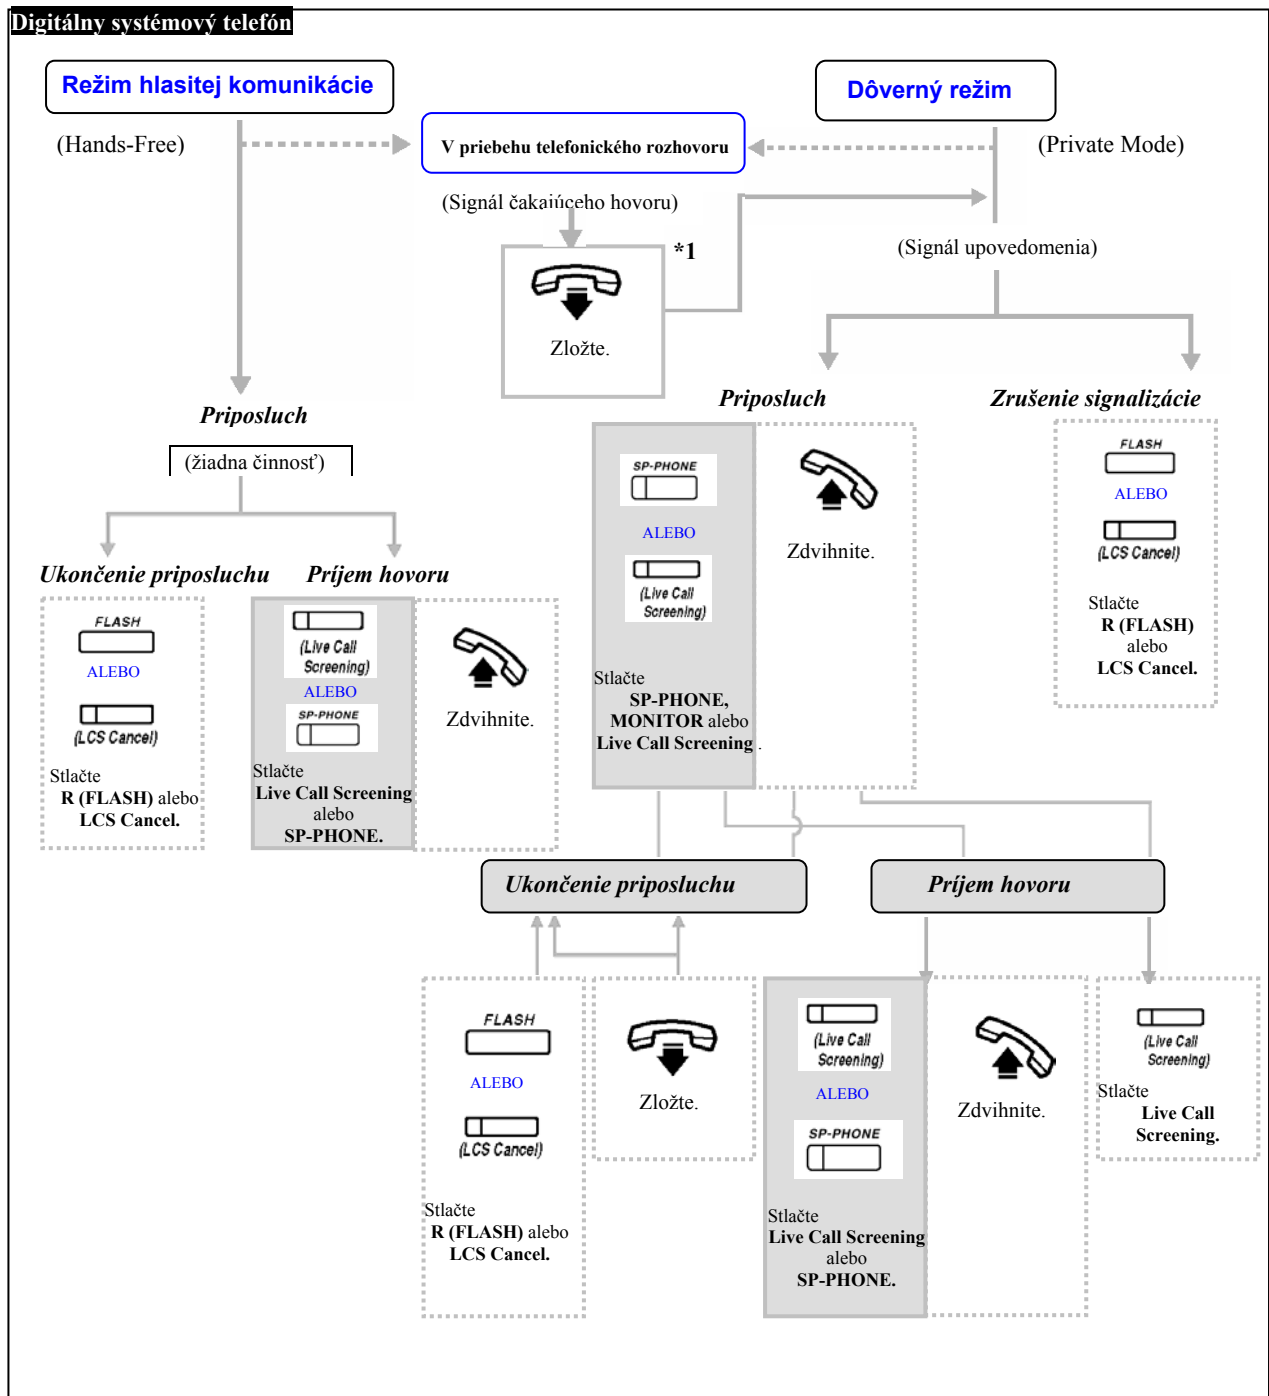 Digitálny systémový telefón
Režim hlasitej komunikácie
Dôverný režim
(Hands-Free)
V priebehu telefonického rozhovoru
(Private Mode)
(Signál čakajúceho hovoru)
*1
(Signál upovedomenia)
Zložte.
Priposluch
(žiadna činnosť)
Priposluch
Zrušenie signalizácie
SP-PHONE
ALEBO
(Live Call
Screening)
Stlačte
SP-PHONE,
MONITOR alebo
Live Call Screening .
Zdvihnite.
FLASH
ALEBO
(LCS Cancel)
Stlačte
R (FLASH)
alebo
LCS Cancel.
Ukončenie priposluchu
Príjem hovoru
FLASH
ALEBO
(LCS Cancel)
Stlačte
R (FLASH) alebo
LCS Cancel.
(Live Call
Screening)
ALEBO
SP-PHONE
Stlačte
Live Call Screening
alebo
SP-PHONE.
Zdvihnite.
Ukončenie priposluchu
Príjem hovoru
FLASH
ALEBO
(LCS Cancel)
Stlačte
R (FLASH) alebo
LCS Cancel.
Zložte.
(Live Call
Screening)
ALEBO
SP-PHONE
Stlačte
Live Call Screening
alebo
SP-PHONE.
Zdvihnite.
(Live Call
Screening)
Stlačte
Live Call
Screening.